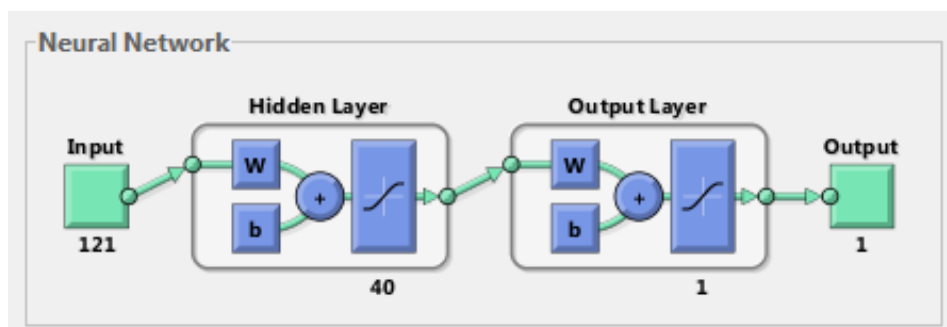 Neural Network
Hidden Layer
Output Layer
Input
Output
W
W
+
+
b
b
121
1
40
1